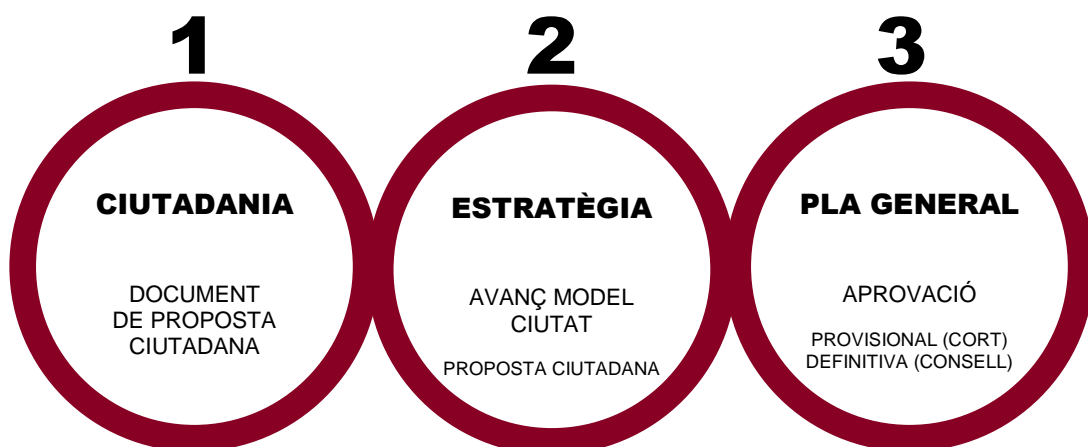 1
CIUTADANIA
DOCUMENT
DE PROPOSTA
CIUTADANA
2
ESTRATÈGIA
AVANÇ MODEL
CIUTAT
PROPOSTA CIUTADANA
3
PLA GENERAL
APROVACIÓ
PROVISIONAL (CORT)
DEFINITIVA (CONSELL)